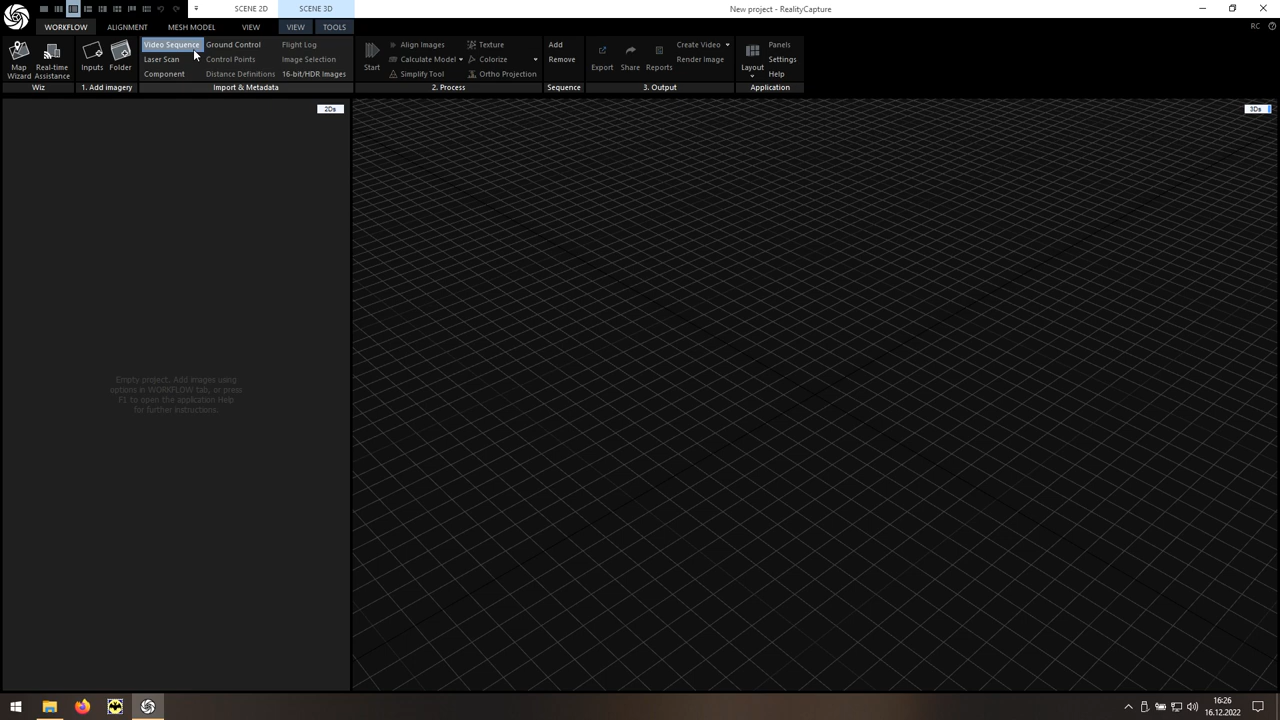 SCENE 2D
SCENE 3D
New project - RealityCapture
WORKFLOW
ALIGNMENT
MESH MODEL
VIEW
VIEW
TOOLS
RC
Map Wizard
Real-time Assistance
Wiz
Inputs
Folder
1. Add imagery
Video Sequence
Ground Control
Flight Log
Laser Scan
Control Points
Image Selection
Component
Distance Definitions
16-bit/HDR Images
Import & Metadata
Start
Align Images
Texture
Calculate Model
Colorize
Simplify Tool
Ortho Projection
2. Process
Add
Remove
Sequence
Export
Share
Reports
Create Video
Render Image
3. Output
Layout
Panels
Settings
Help
Application
2Ds
3Ds
Empty project. Add images using
options in WORKFLOW tab, or press
F1 to open the application Help
for further instructions.
16:26
16.12.2022